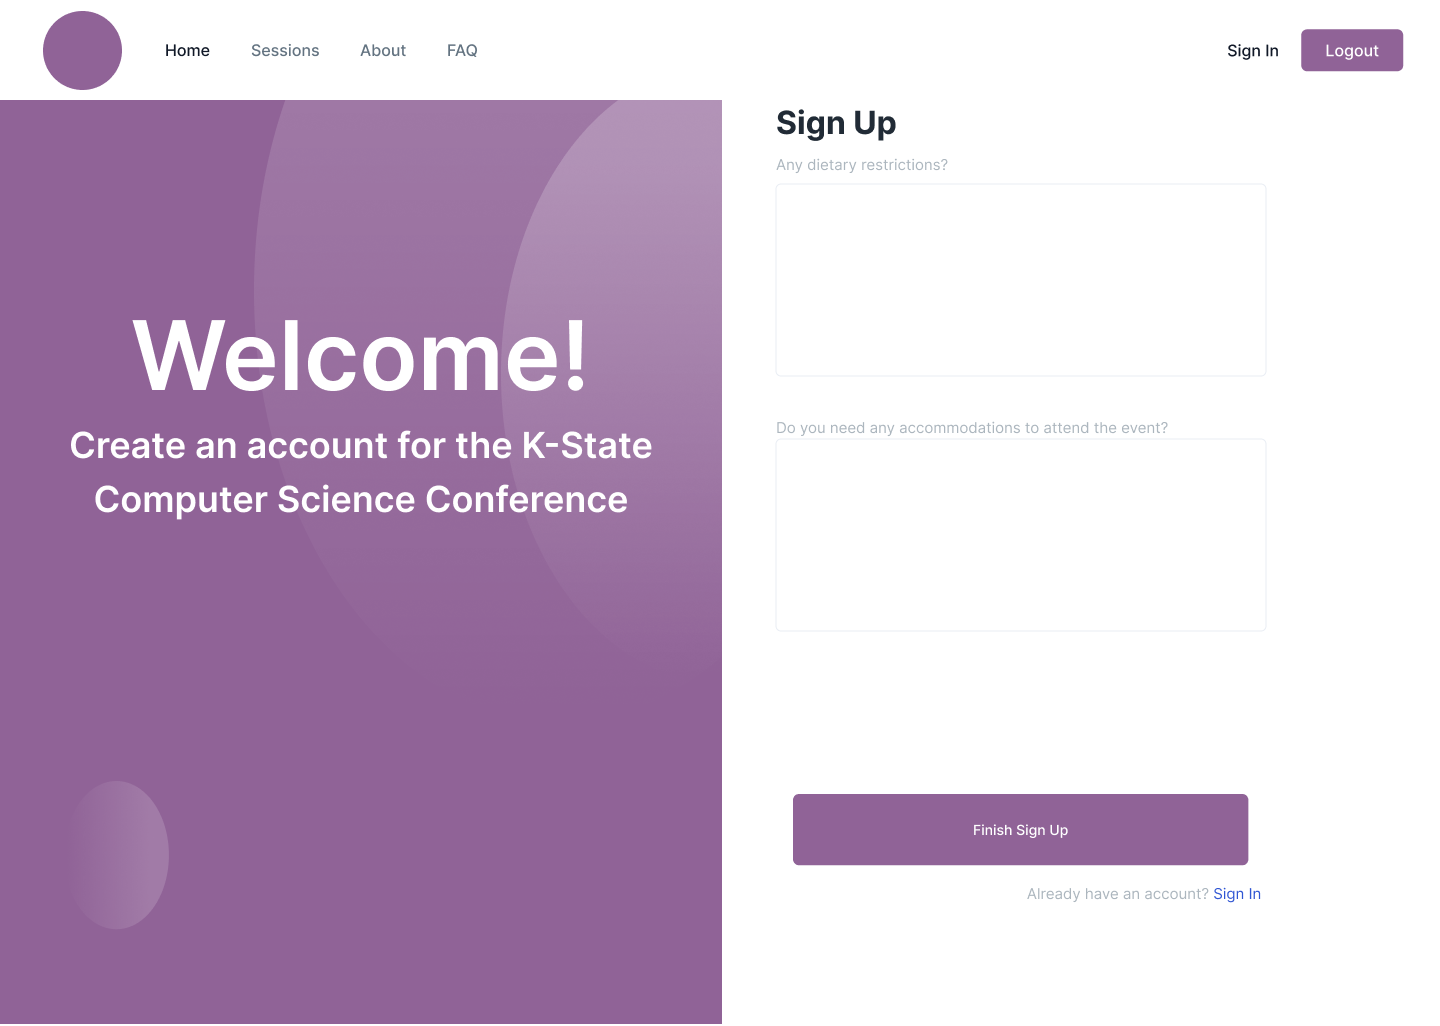 Home
Sessions
About
FAQ
Sign In
Logout
Welcome!
Create an account for the K-State
Computer Science Conference
Sign Up
Any dietary restrictions?
Do you need any accommodations to attend the event?
Finish Sign Up
Already have an account? Sign In